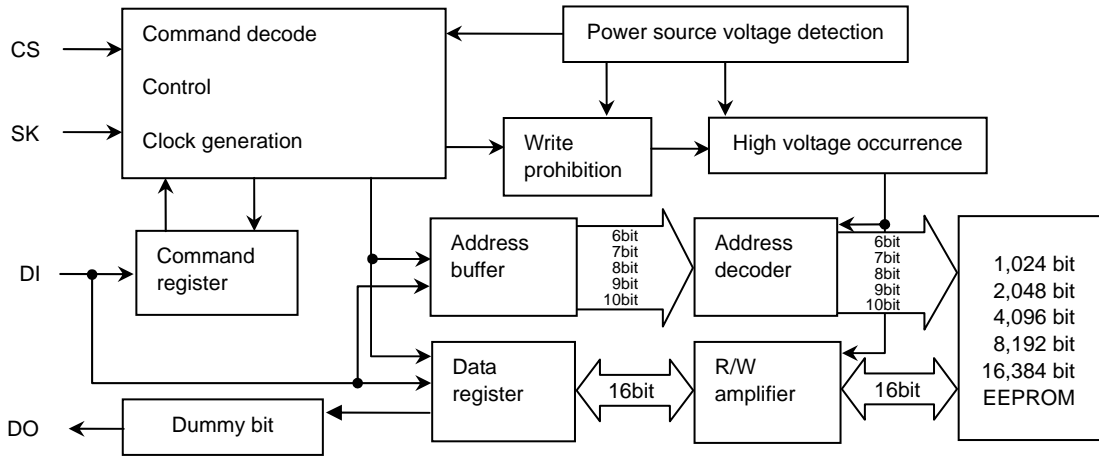 CS
Command decode
Control
Clock generation
SK
Power source voltage detection
Write
prohibition
High voltage occurrence
DI
Command
register
Address
buffer
6bit
7bit
8bit
9bit
10bit
Address
decoder
6bit
7bit
8bit
9bit
10bit
1,024 bit
2,048 bit
4,096 bit
8,192 bit
16,384 bit
EEPROM
Data
register
16bit
R/W
amplifier
16bit
DO
Dummy bit